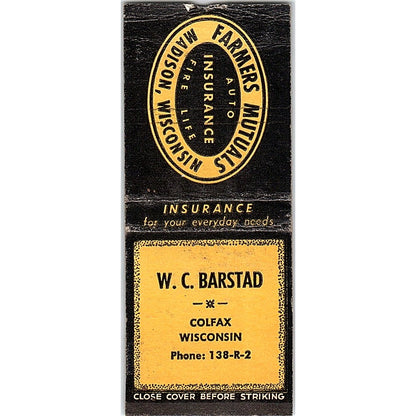 FARMERS MUTUALS
MADISON, WISCONSIN
AUTO
INSURANCE
FIRE LIFE
INSURANCE
for your everyday needs
W. C. BARSTAD
COLFAX
WISCONSIN
Phone: 138-R-2
CLOSE COVER BEFORE STRIKING